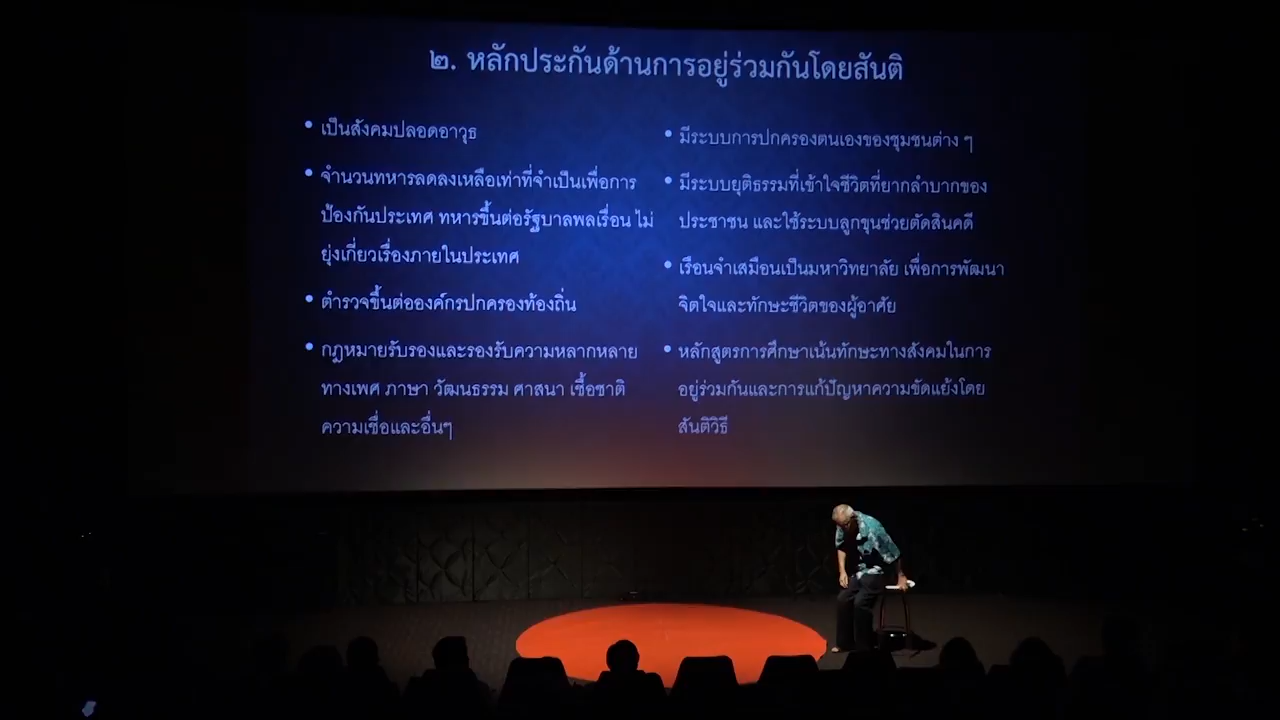 ๒. หลักประกันด้านการอยู่ร่วมกันโดยสันติ
• เป็นสังคมปลอดอาวุธ
• จำนวนทหารลดลงเหลือเท่าที่จำเป็นเพื่อการ
ป้องกันประเทศ ทหารขึ้นต่อรัฐบาลพลเรือน ไม่
ยุ่งเกี่ยวเรื่องภายในประเทศ
• ตำรวจขึ้นต่อองค์กรปกครองท้องถิ่น
• กฎหมายรับรองและรองรับความหลากหลาย
ทางเพศ ภาษา วัฒนธรรม ศาสนา เชื้อชาติ
ความเชื่อและอื่นๆ
• มีระบบการปกครองตนเองของชุมชนต่าง ๆ
• มีระบบยุติธรรมที่เข้าใจชีวิตที่ยากลำบากของ
ประชาชน และใช้ระบบลูกขุนช่วยตัดสินคดี
• เรือนจำเสมือนเป็นมหาวิทยาลัย เพื่อการพัฒนา
จิตใจและทักษะชีวิตของผู้อาศัย
• หลักสูตรการศึกษาเน้นทักษะทางสังคมในการ
อยู่ร่วมกันและการแก้ปัญหาความขัดแย้งโดย
สันติวิธี